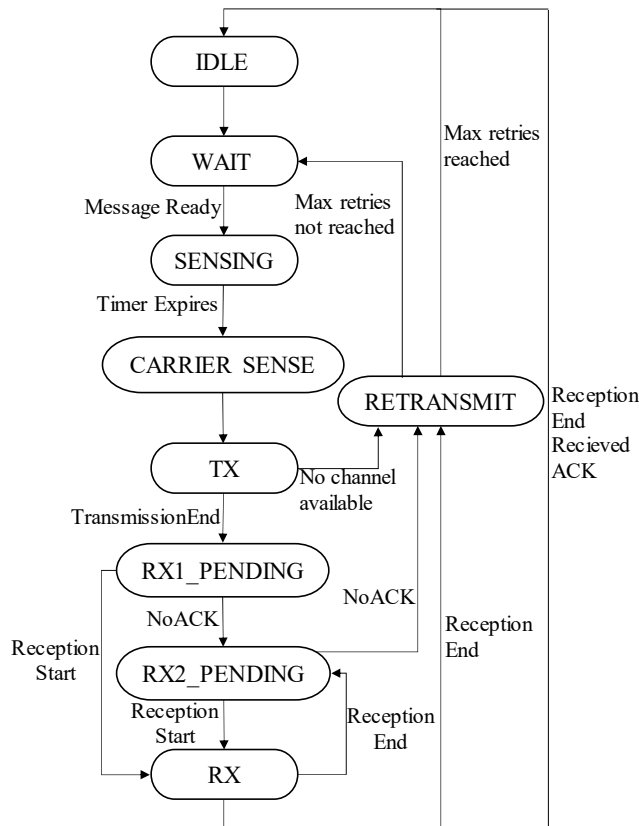 IDLE
Max retries
reached
WAIT
Max retries
not reached
Message Ready
SENSING
Timer Expires
CARRIER SENSE
RETRANSMIT
Reception
End
Recieved
ACK
TX
No channel
available
TransmissionEnd
RX1_PENDING
NoACK
NoACK
Reception
Start
Reception
End
RX2_PENDING
Reception
Start
Reception
End
RX